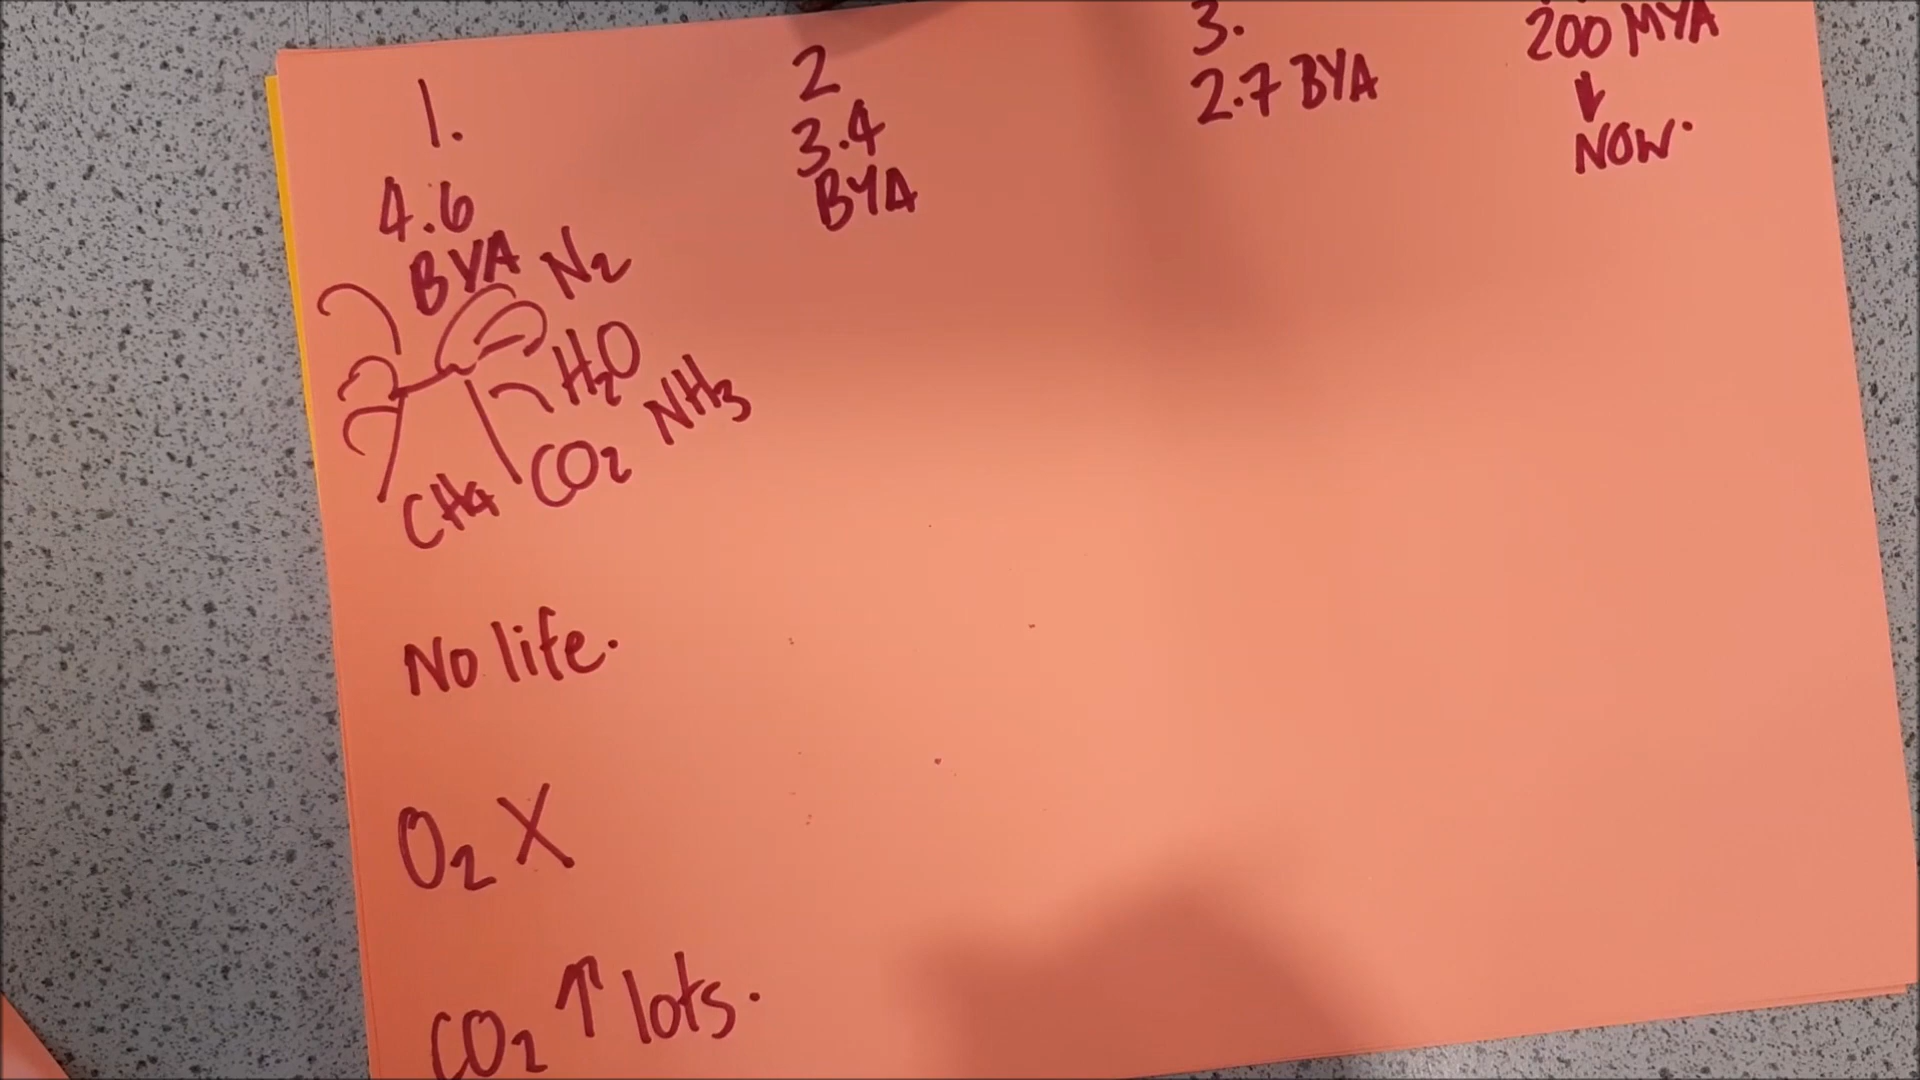 1.
4.6
BYA
N2
H2O
NH3
CO2
CH4
No life.
O2 X
CO2 ↑ lots.
2
3.4
BYA
3.
2.7 BYA
200 MYA
↓
NOW.